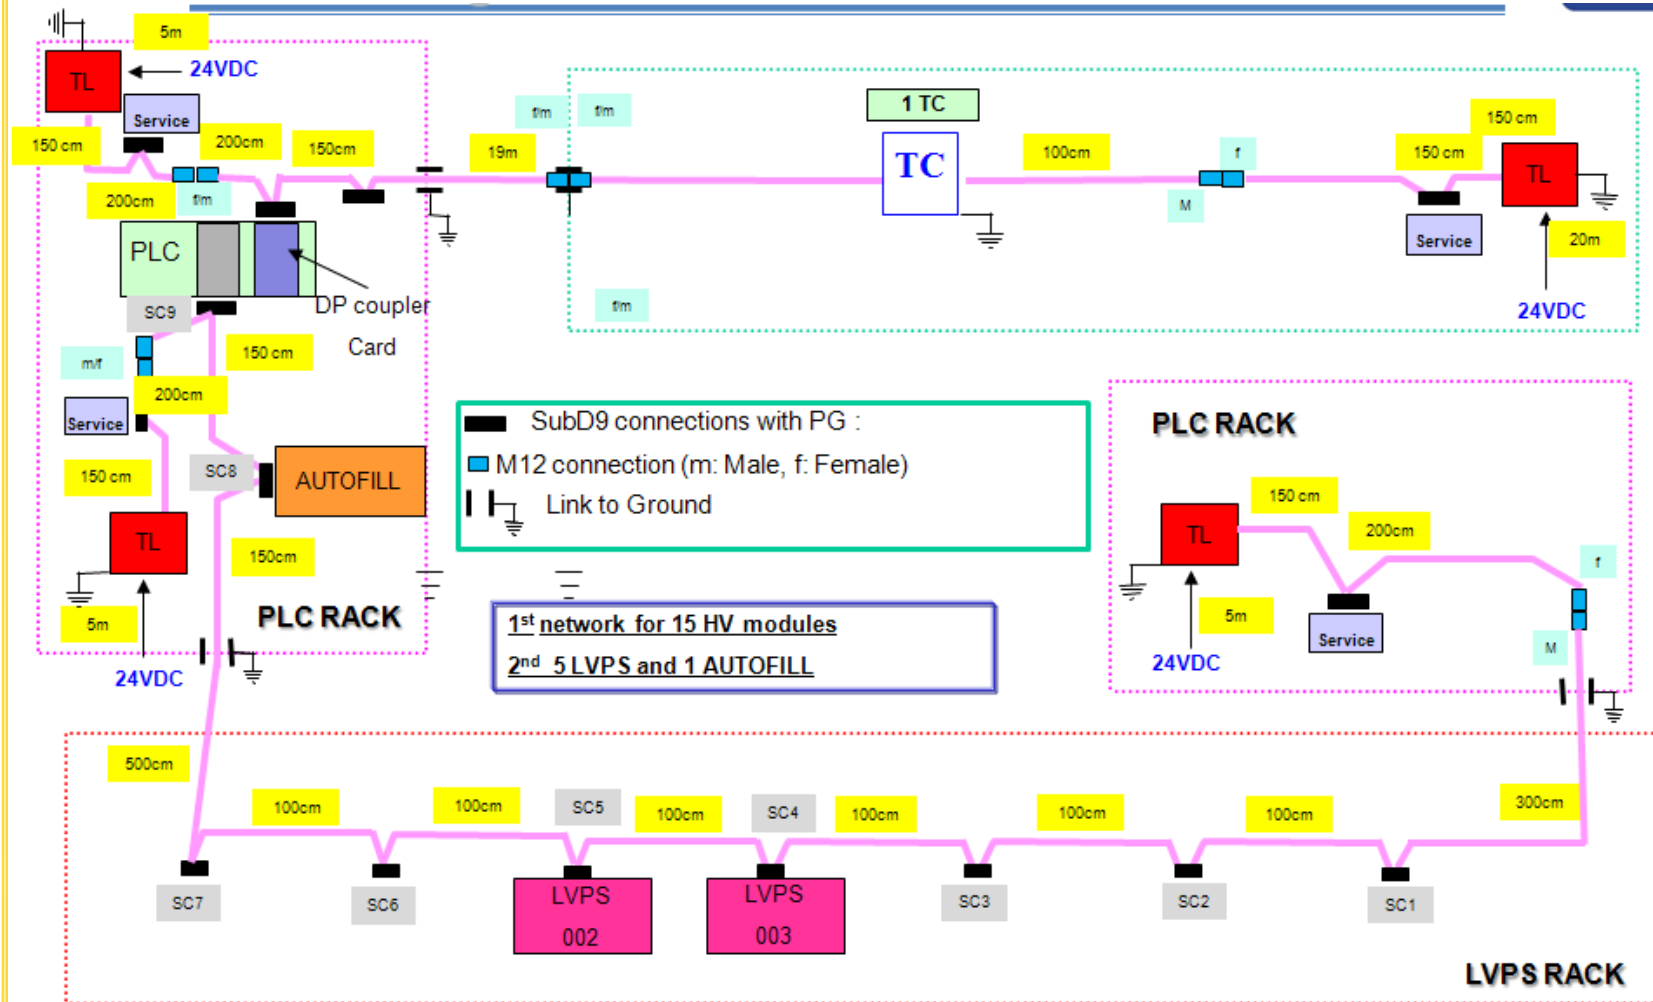 5m
TL
24VDC
Service
150 cm
200cm
150cm
19m
f/m
f/m
1 TC
TC
100cm
f
150 cm
150 cm
TL
200cm
f/m
M
Service
20m
PLC
SC9
DP coupler
Card
f/m
24VDC
m/f
150 cm
200cm
Service
SubD9 connections with PG :
M12 connection (m: Male, f: Female)
Link to Ground
PLC RACK
150 cm
SC8
AUTOFILL
TL
150cm
5m
PLC RACK
24VDC
1st network for 15 HV modules
2nd 5 LVPS and 1 AUTOFILL
150 cm
200cm
TL
f
5m
Service
M
24VDC
500cm
100cm
100cm
SC5
100cm
SC4
100cm
100cm
100cm
300cm
SC7
SC6
LVPS
002
LVPS
003
SC3
SC2
SC1
LVPS RACK